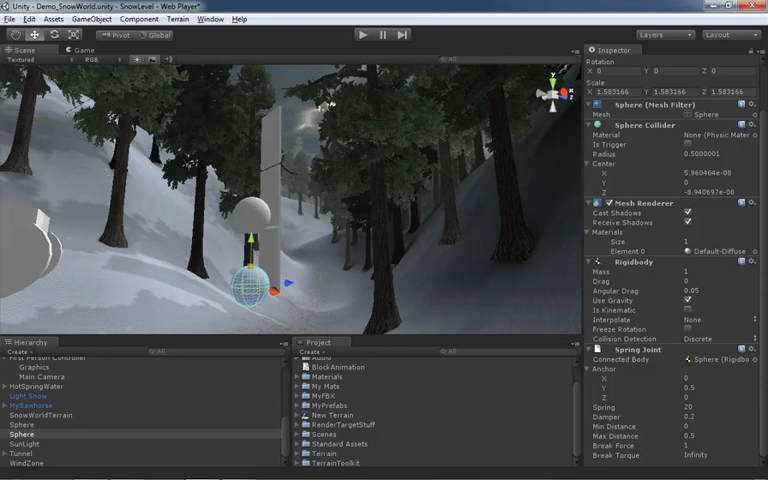 Unity - Demo_SnowWorld.unity - SnowLevel - Web Player*
File Edit Assets GameObject Component Terrain Window Help
Pivot Global Layers Layout
Scene Game
Textured RGB All
y
x
z
Inspector
Rotation
X 0 Y 0 Z 0
Scale
X 1.583166 Y 1.583166 Z 1.583166
Sphere (Mesh Filter)
Mesh Sphere
Sphere Collider
Material None (Physic Mater
Is Trigger
Radius 0.5000001
Center
X 5.960464e-08
Y 0
Z -8.940697e-08
Mesh Renderer
Cast Shadows
Receive Shadows
Materials
Size 1
Element 0 Default-Diffuse
Rigidbody
Mass 1
Drag 0
Angular Drag 0.05
Use Gravity
Is Kinematic
Interpolate None
Freeze Rotation
Collision Detection Discrete
Spring Joint
Connected Body Sphere (Rigidbo
Anchor
X 0
Y 0.5
Z 0
Spring 20
Damper 0.2
Min Distance 0
Max Distance 0.5
Break Force 1
Break Torque Infinity
Hierarchy
Create All
First Person Controller
Graphics
Main Camera
HotSpringWater
Light Snow
MySawhorse
SnowWorldTerrain
Sphere
Sphere
SunLight
Tunnel
WindZone
Project
Create All
Audio
BlockAnimation
Materials
My Mats
MyFBX
MyPrefabs
New Terrain
RenderTargetStuff
Scenes
Standard Assets
Terrain
TerrainToolkit